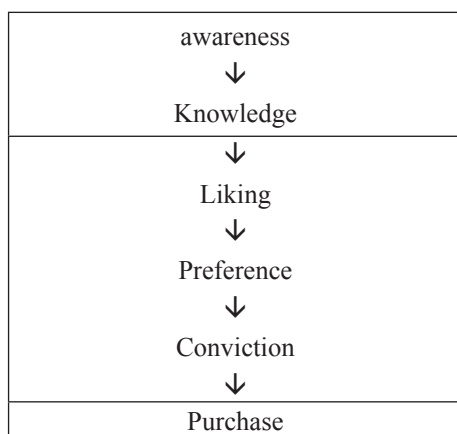 awareness
↓
Knowledge
↓
Liking
↓
Preference
↓
Conviction
↓
Purchase